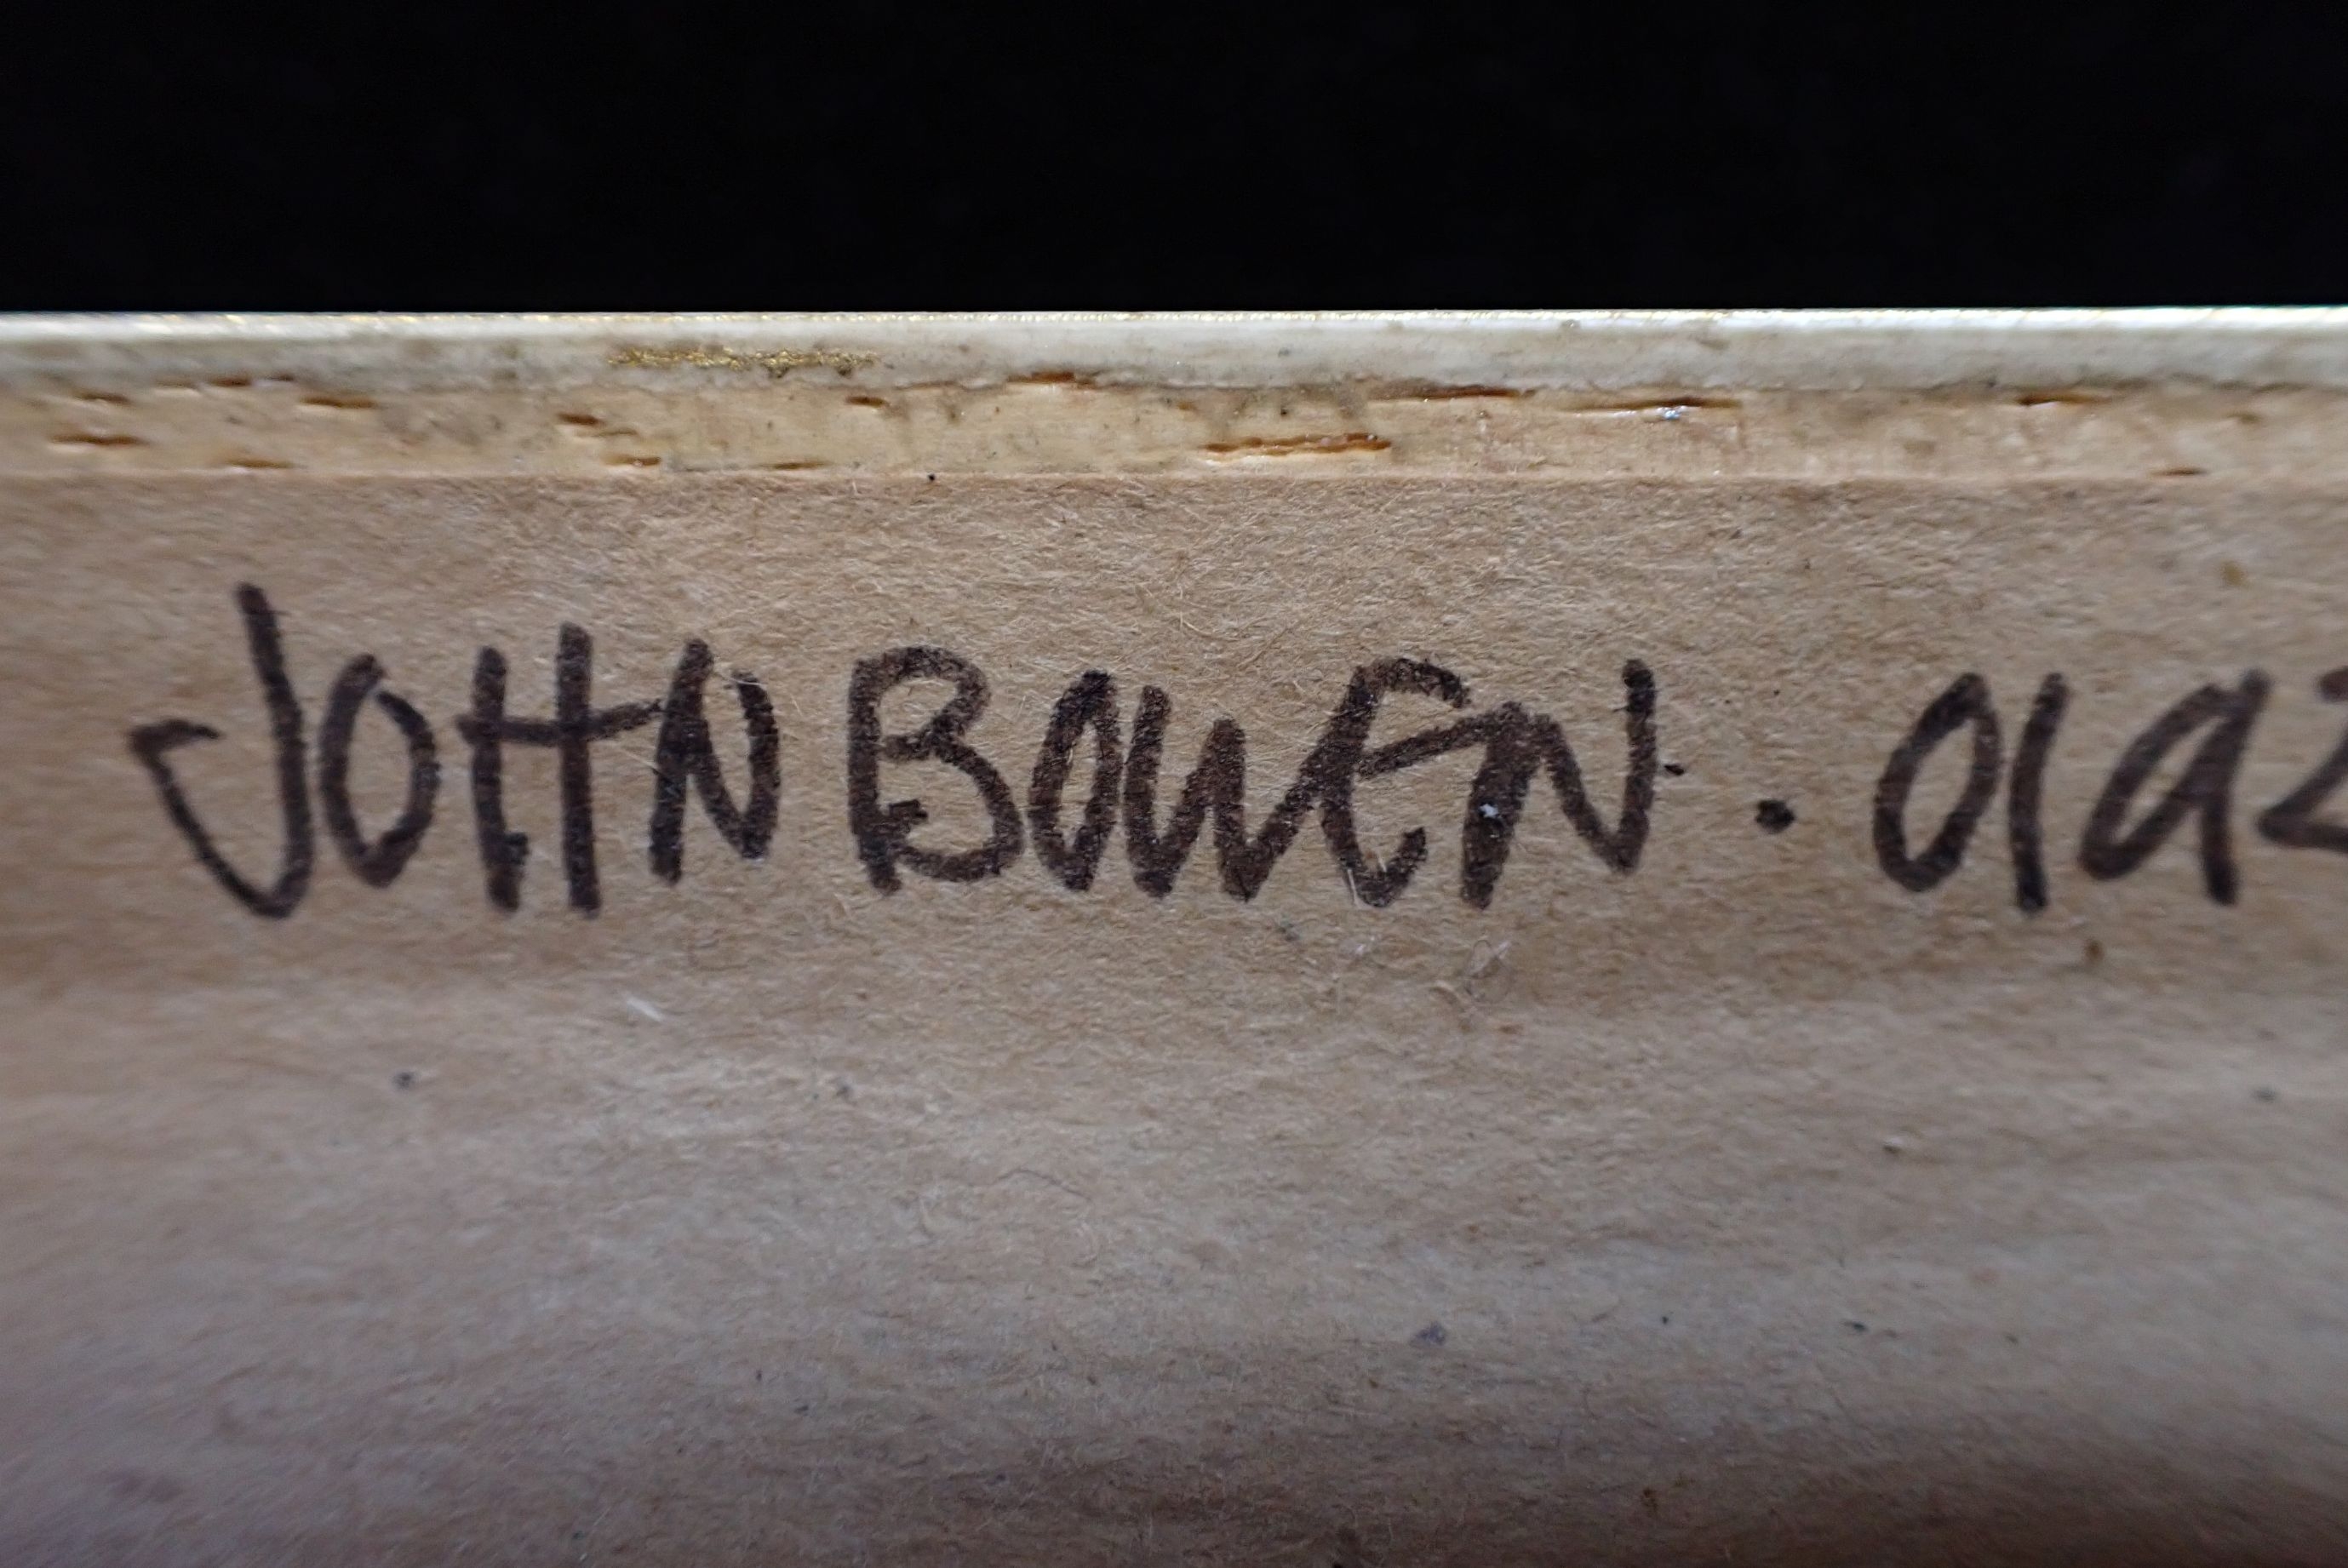 JOHN BOWEN . 019